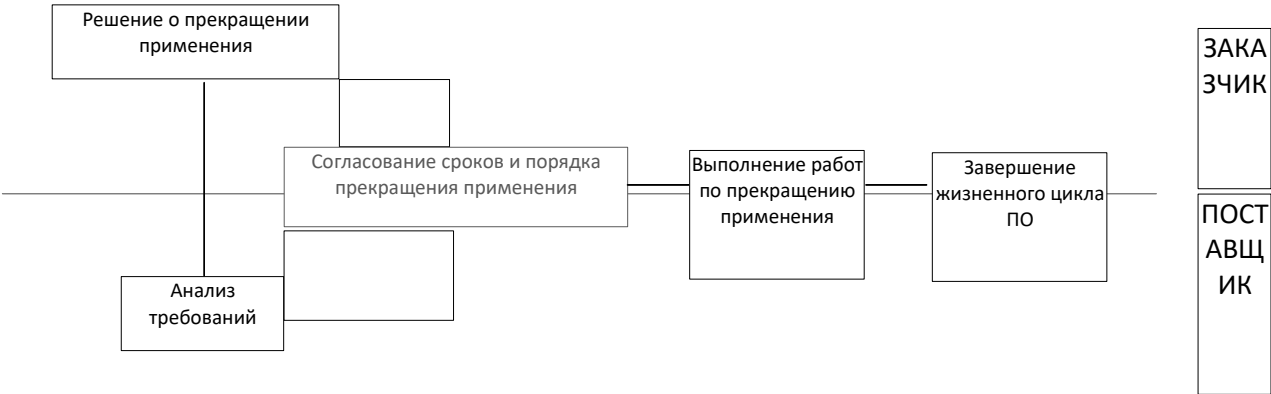 Решение о прекращении
применения
ЗАКА
ЗЧИК
Согласование сроков и порядка
прекращения применения
Выполнение работ
по прекращению
применения
Завершение
жизненного цикла
ПО
ПОСТ
АВЩ
ИК
Анализ
требований